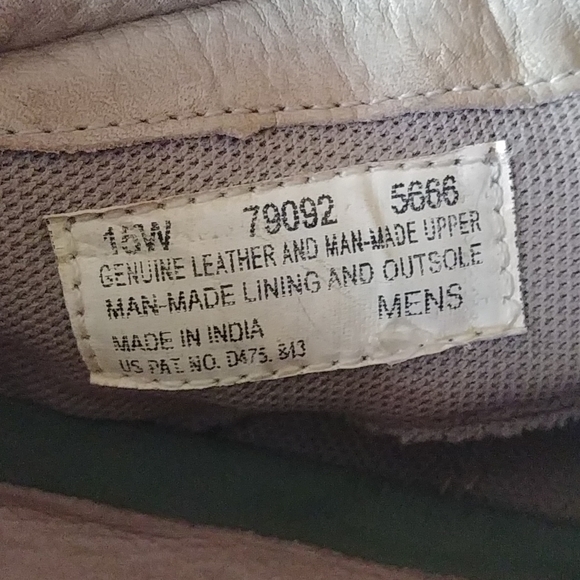 15W 79092 5666
GENUINE LEATHER AND MAN-MADE UPPER
MAN-MADE LINING AND OUTSOLE
MADE IN INDIA MENS
US PAT NO. D475, 843